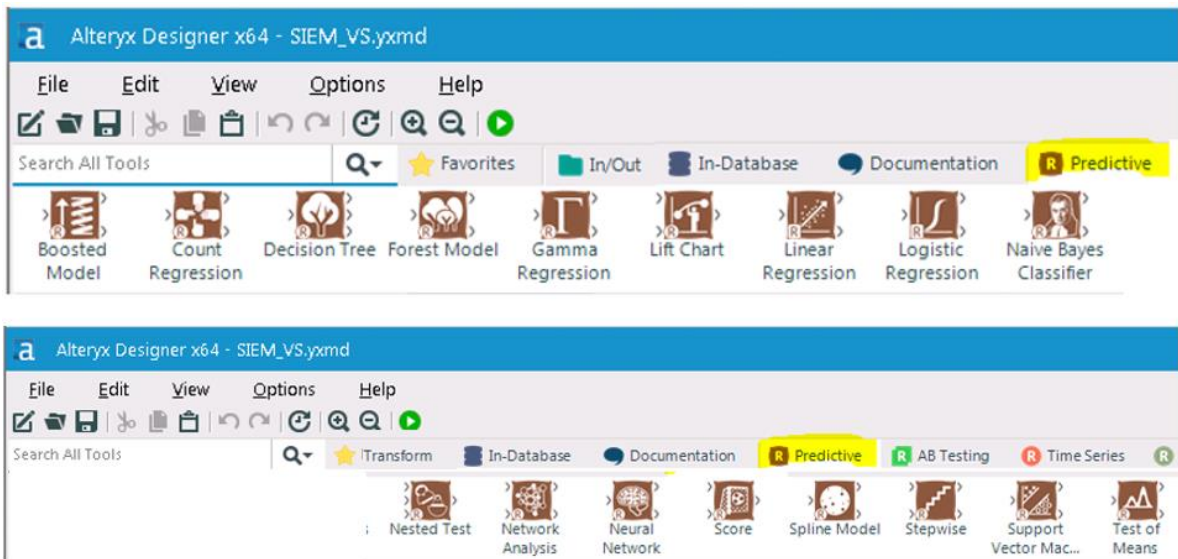 a Alteryx Designer x64 - SIEM_VS.yxmd
File Edit View Options Help
Search All Tools Favorites In/Out In-Database Documentation R Predictive
Boosted Model Count Regression Decision Tree Forest Model Gamma Regression Lift Chart Linear Regression Logistic Regression Naive Bayes Classifier
a Alteryx Designer x64 - SIEM_VS.yxmd
File Edit View Options Help
Search All Tools Transform In-Database Documentation R Predictive R AB Testing R Time Series R
s Nested Test Network Analysis Neural Network Score Spline Model Stepwise Support Vector Mac... Test of Means